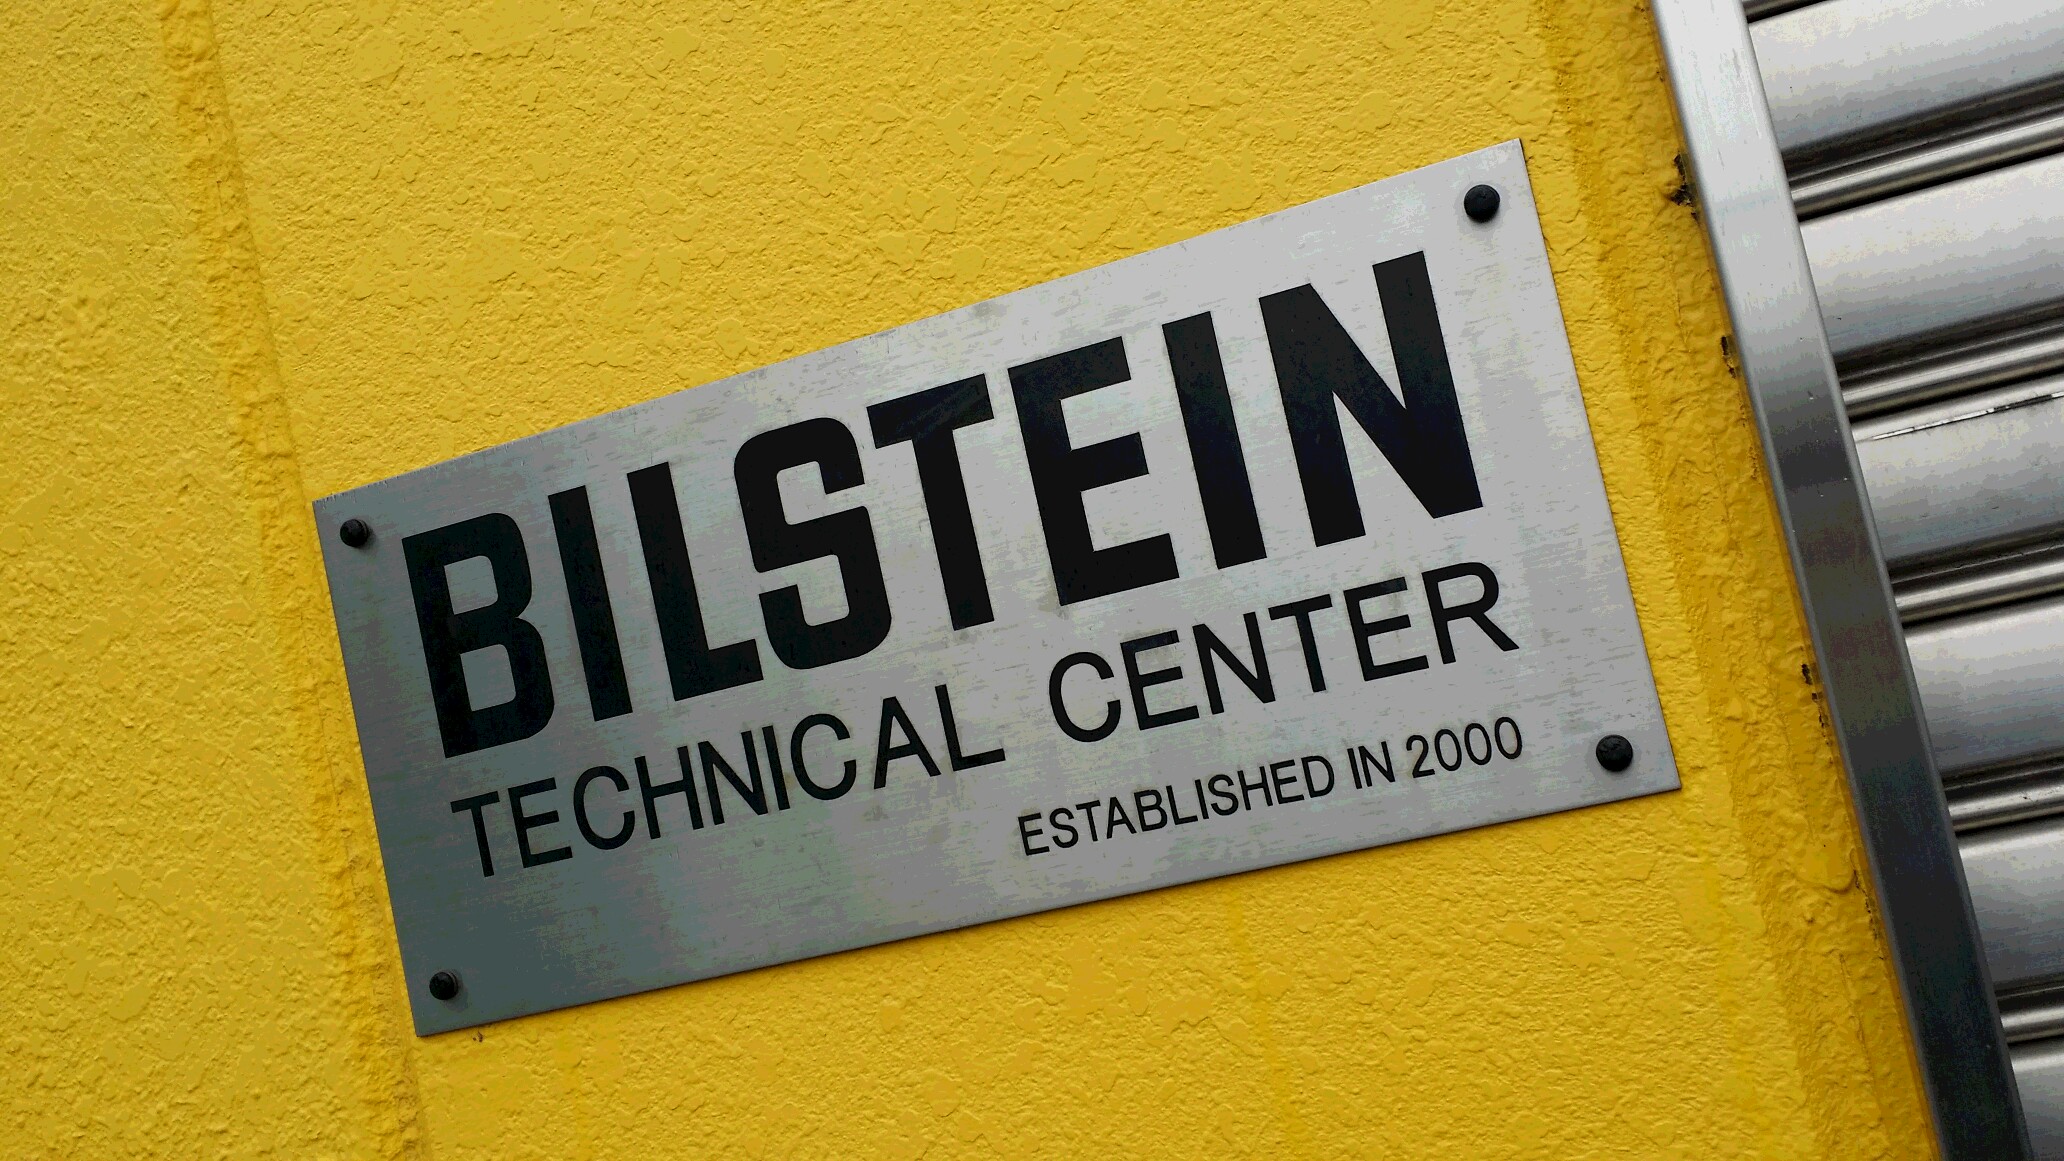 BILSTEIN
TECHNICAL CENTER
ESTABLISHED IN 2000